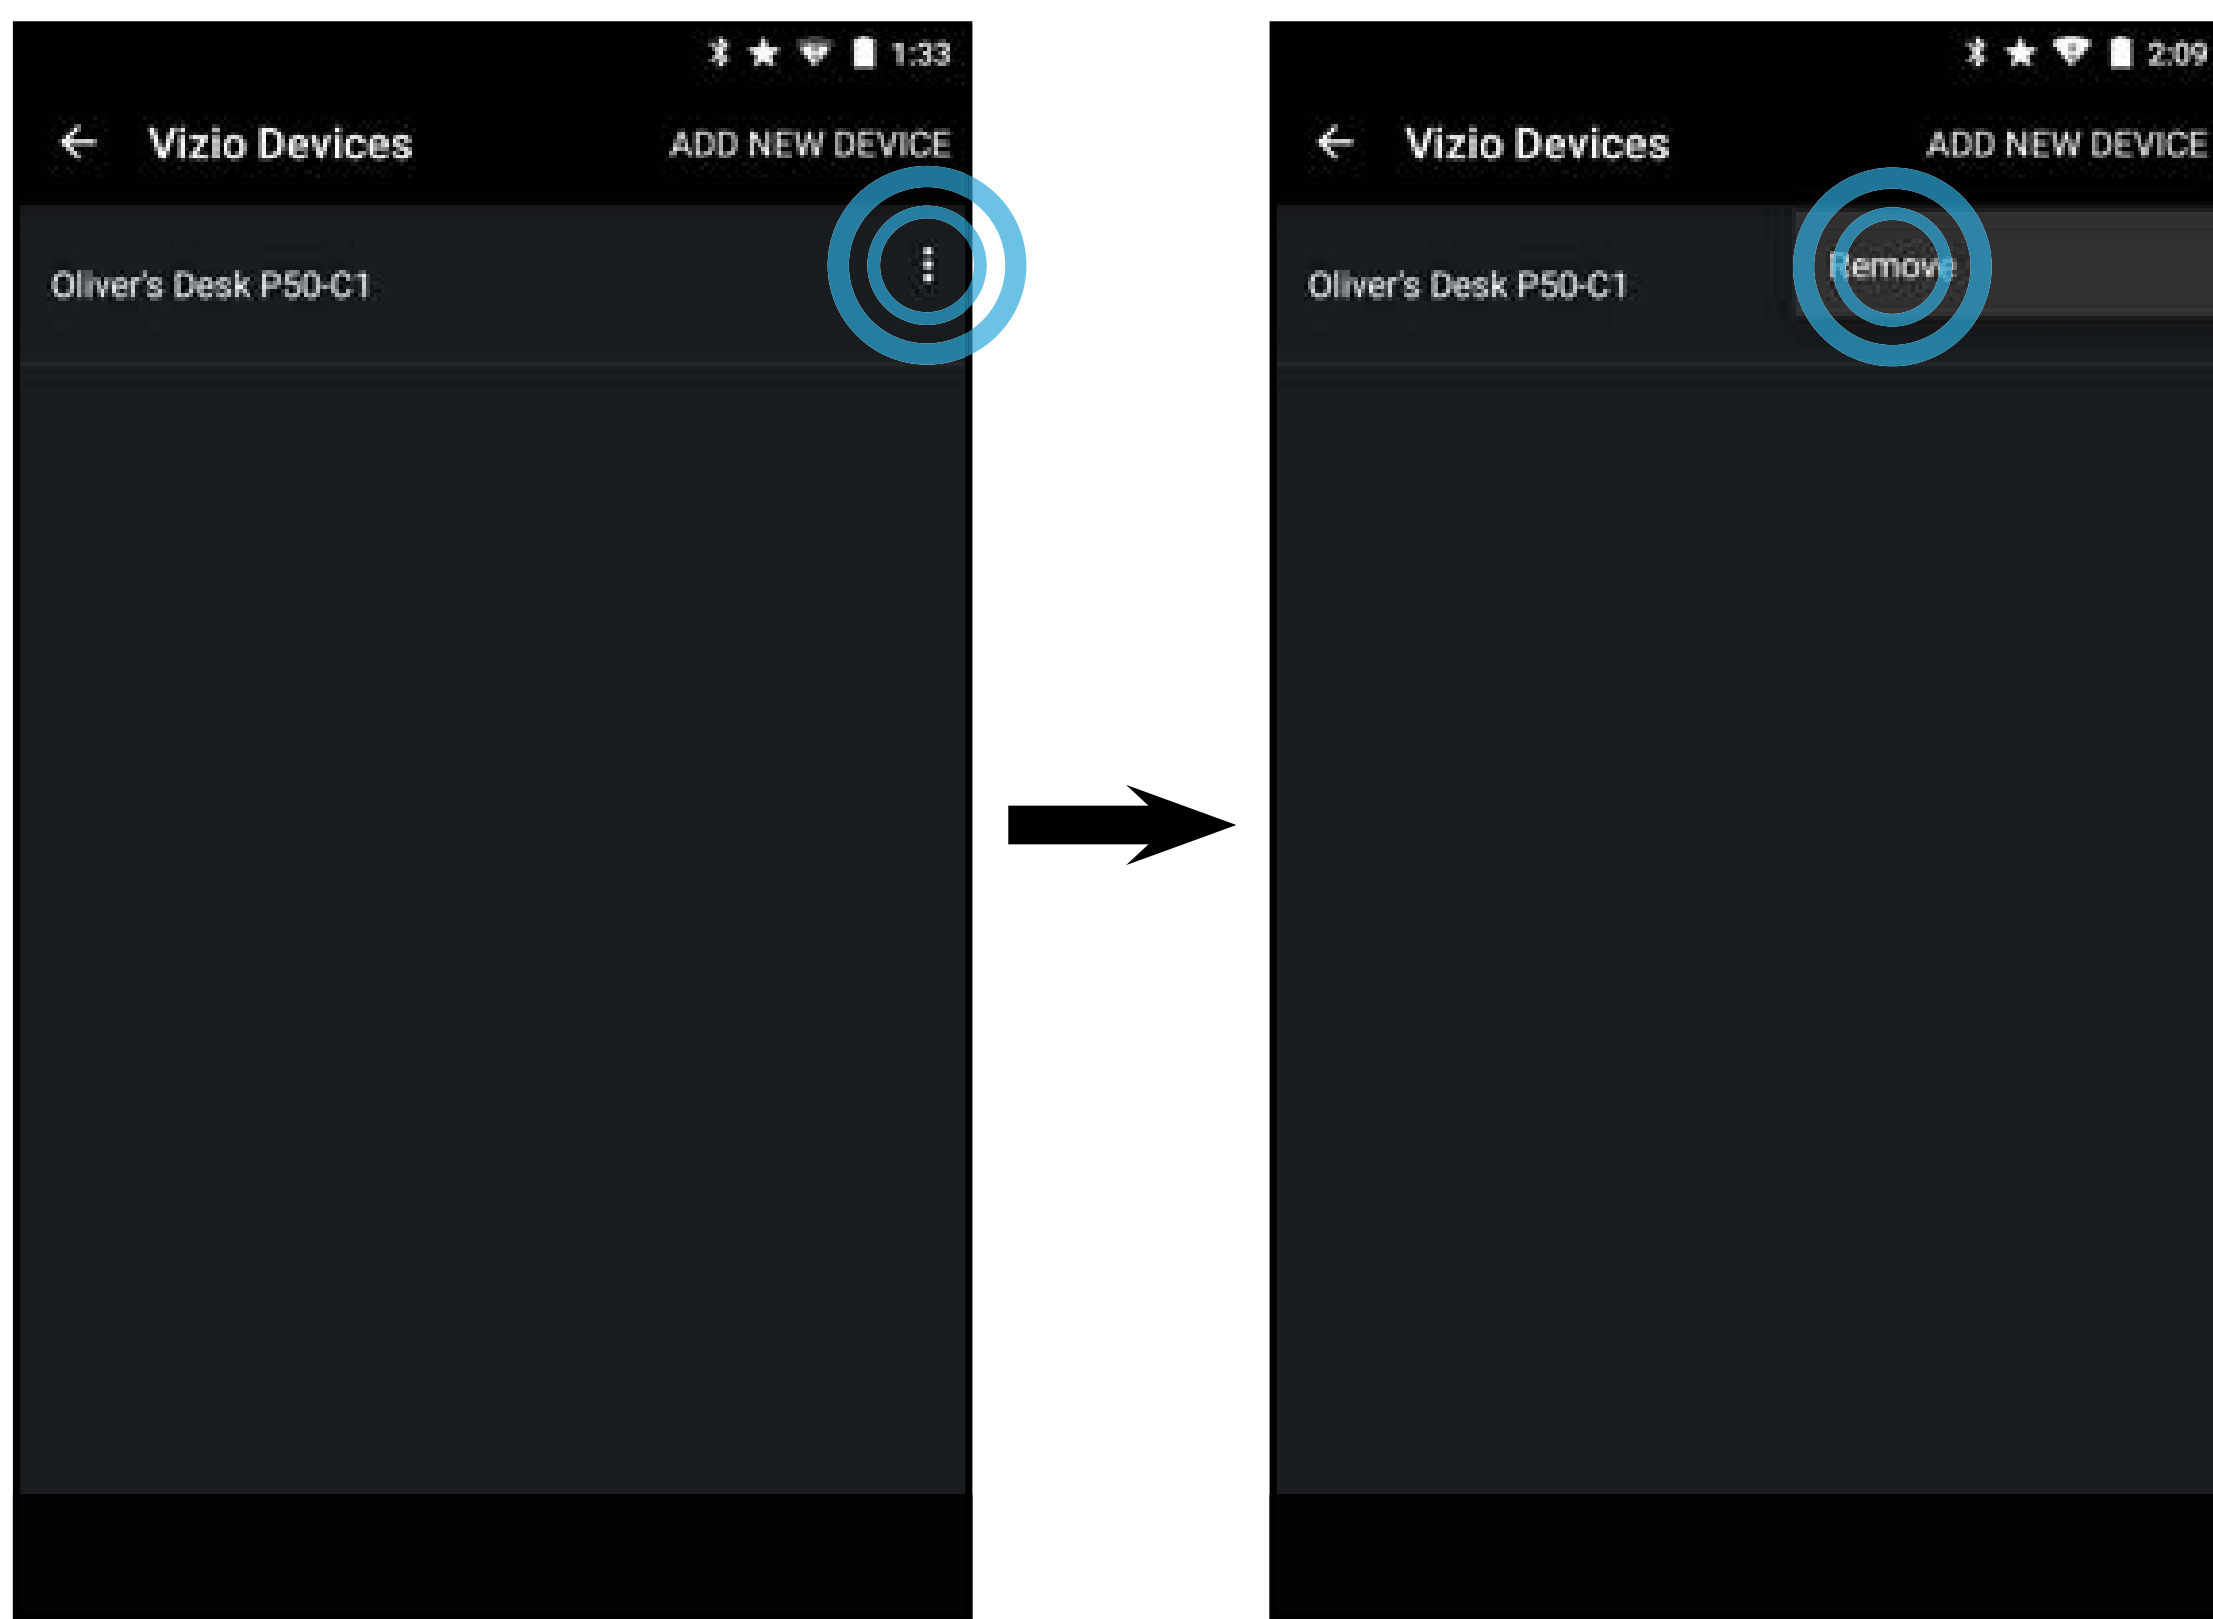 1:33
Vizio Devices ADD NEW DEVICE
Oliver's Desk P50-C1
2:09
Vizio Devices ADD NEW DEVICE
Remove
Oliver's Desk P50-C1